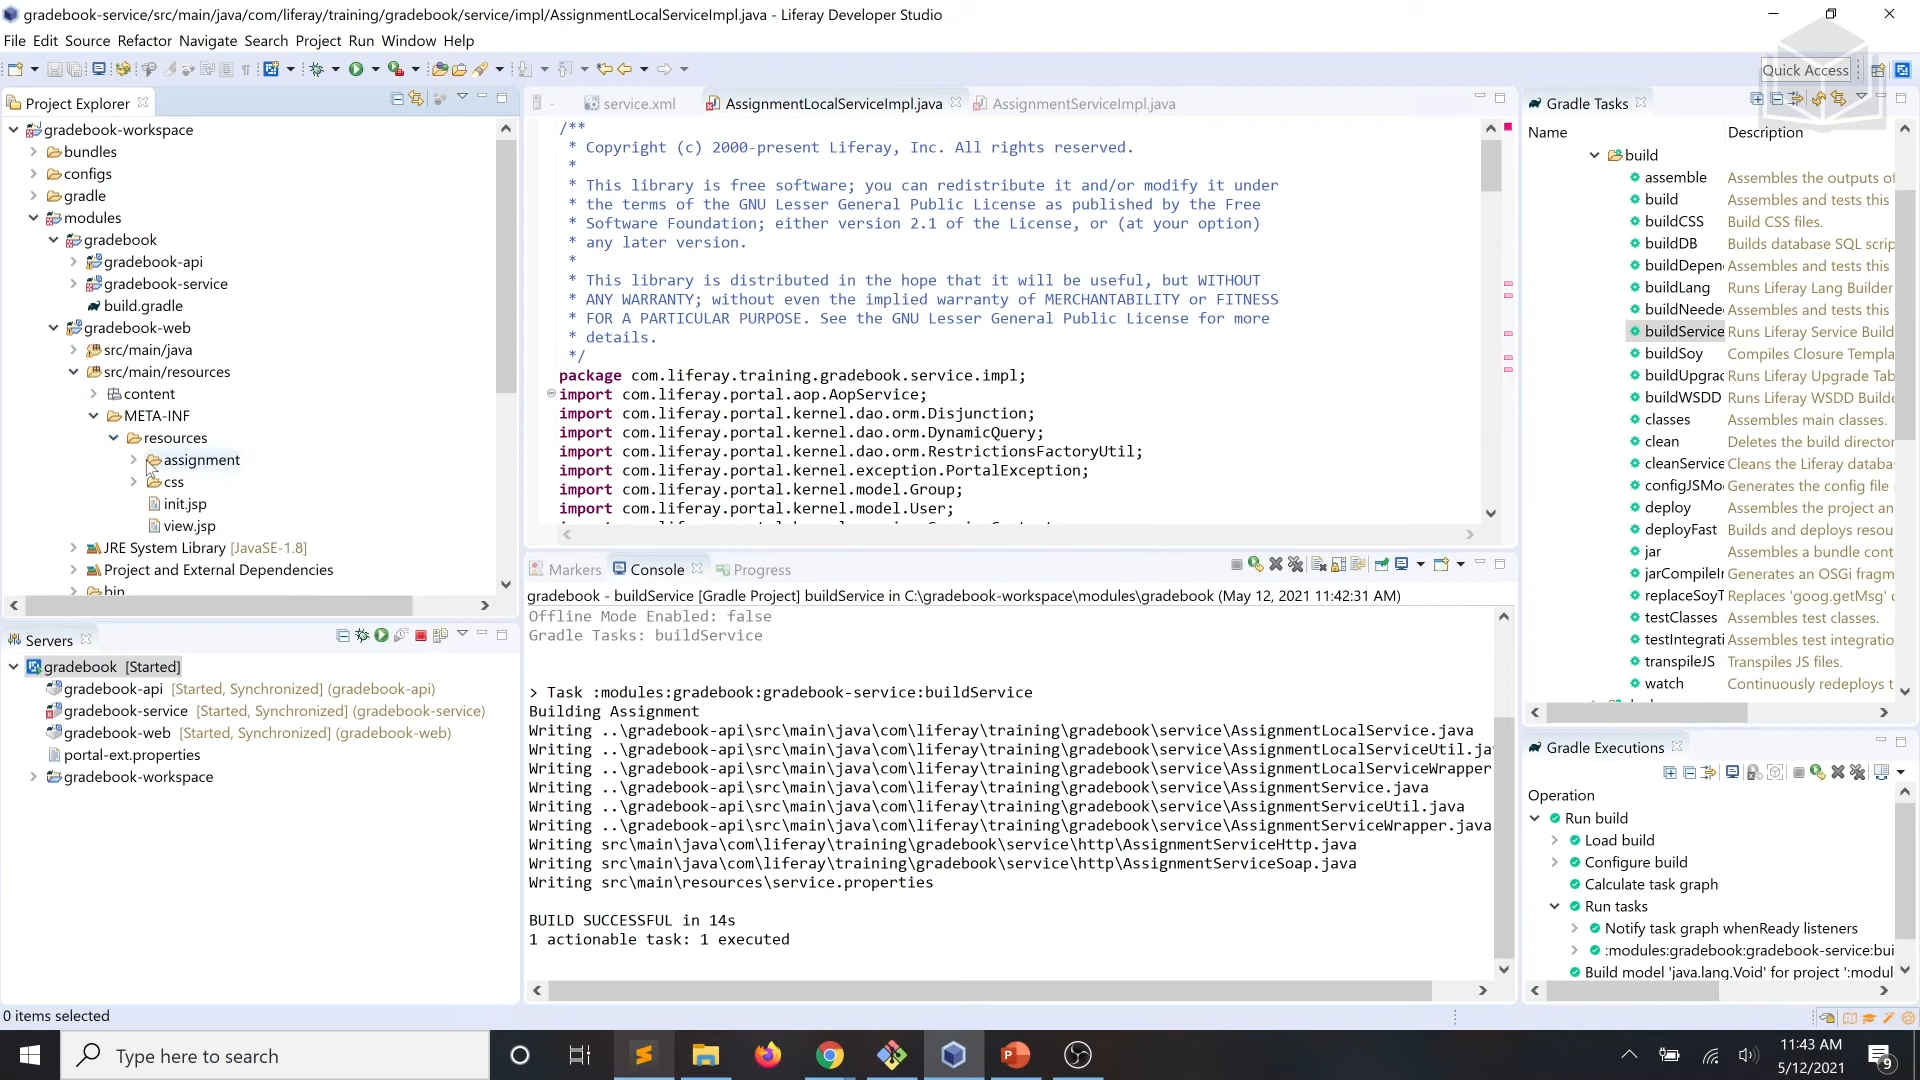 gradebook-service/src/main/java/com/liferay/training/gradebook/service/impl/AssignmentLocalServiceImpl.java - Liferay Developer Studio
File Edit Source Refactor Navigate Search Project Run Window Help
Quick Access
Project Explorer
gradebook-workspace
bundles
configs
gradle
modules
gradebook
gradebook-api
gradebook-service
build.gradle
gradebook-web
src/main/java
src/main/resources
content
META-INF
resources
assignment
css
init.jsp
view.jsp
JRE System Library [JavaSE-1.8]
Project and External Dependencies
bin
Servers
gradebook [Started]
gradebook-api [Started, Synchronized] (gradebook-api)
gradebook-service [Started, Synchronized] (gradebook-service)
gradebook-web [Started, Synchronized] (gradebook-web)
portal-ext.properties
gradebook-workspace
service.xml AssignmentLocalServiceImpl.java AssignmentServiceImpl.java
/**
* Copyright (c) 2000-present Liferay, Inc. All rights reserved.
*
* This library is free software; you can redistribute it and/or modify it under
* the terms of the GNU Lesser General Public License as published by the Free
* Software Foundation; either version 2.1 of the License, or (at your option)
* any later version.
*
* This library is distributed in the hope that it will be useful, but WITHOUT
* ANY WARRANTY; without even the implied warranty of MERCHANTABILITY or FITNESS
* FOR A PARTICULAR PURPOSE. See the GNU Lesser General Public License for more
* details.
*/
package com.liferay.training.gradebook.service.impl;
import com.liferay.portal.aop.AopService;
import com.liferay.portal.kernel.dao.orm.Disjunction;
import com.liferay.portal.kernel.dao.orm.DynamicQuery;
import com.liferay.portal.kernel.dao.orm.RestrictionsFactoryUtil;
import com.liferay.portal.kernel.exception.PortalException;
import com.liferay.portal.kernel.model.Group;
import com.liferay.portal.kernel.model.User;
Markers Console Progress
gradebook - buildService [Gradle Project] buildService in C:\gradebook-workspace\modules\gradebook (May 12, 2021 11:42:31 AM)
Offline Mode Enabled: false
Gradle Tasks: buildService
> Task :modules:gradebook:gradebook-service:buildService
Building Assignment
Writing ..\gradebook-api\src\main\java\com\liferay\training\gradebook\service\AssignmentLocalService.java
Writing ..\gradebook-api\src\main\java\com\liferay\training\gradebook\service\AssignmentLocalServiceUtil.ja
Writing ..\gradebook-api\src\main\java\com\liferay\training\gradebook\service\AssignmentLocalServiceWrapper
Writing ..\gradebook-api\src\main\java\com\liferay\training\gradebook\service\AssignmentService.java
Writing ..\gradebook-api\src\main\java\com\liferay\training\gradebook\service\AssignmentServiceUtil.java
Writing ..\gradebook-api\src\main\java\com\liferay\training\gradebook\service\AssignmentServiceWrapper.java
Writing src\main\java\com\liferay\training\gradebook\service\http\AssignmentServiceHttp.java
Writing src\main\java\com\liferay\training\gradebook\service\http\AssignmentServiceSoap.java
Writing src\main\resources\service.properties
BUILD SUCCESSFUL in 14s
1 actionable task: 1 executed
Gradle Tasks
Name Description
build
assemble Assembles the outputs of
build Assembles and tests this
buildCSS Build CSS files.
buildDB Builds database SQL scrip
buildDepen Assembles and tests this
buildLang Runs Liferay Lang Builder
buildNeede Assembles and tests this
buildService Runs Liferay Service Build
buildSoy Compiles Closure Templa
buildUpgrac Runs Liferay Upgrade Tab
buildWSDD Runs Liferay WSDD Builde
classes Assembles main classes.
clean Deletes the build director
cleanService Cleans the Liferay databa
configJSMo Generates the config file
deploy Assembles the project an
deployFast Builds and deploys resou
jar Assembles a bundle cont
jarCompileIr Generates an OSGi fragm
replaceSoyT Replaces 'goog.getMsg' c
testClasses Assembles test classes.
testIntegrati Assembles test integratio
transpileJS Transpiles JS files.
watch Continuously redeploys t
Gradle Executions
Operation
Run build
Load build
Configure build
Calculate task graph
Run tasks
Notify task graph whenReady listeners
:modules:gradebook:gradebook-service:bui
Build model 'java.lang.Void' for project ':modul
0 items selected
Type here to search
11:43 AM
5/12/2021
9